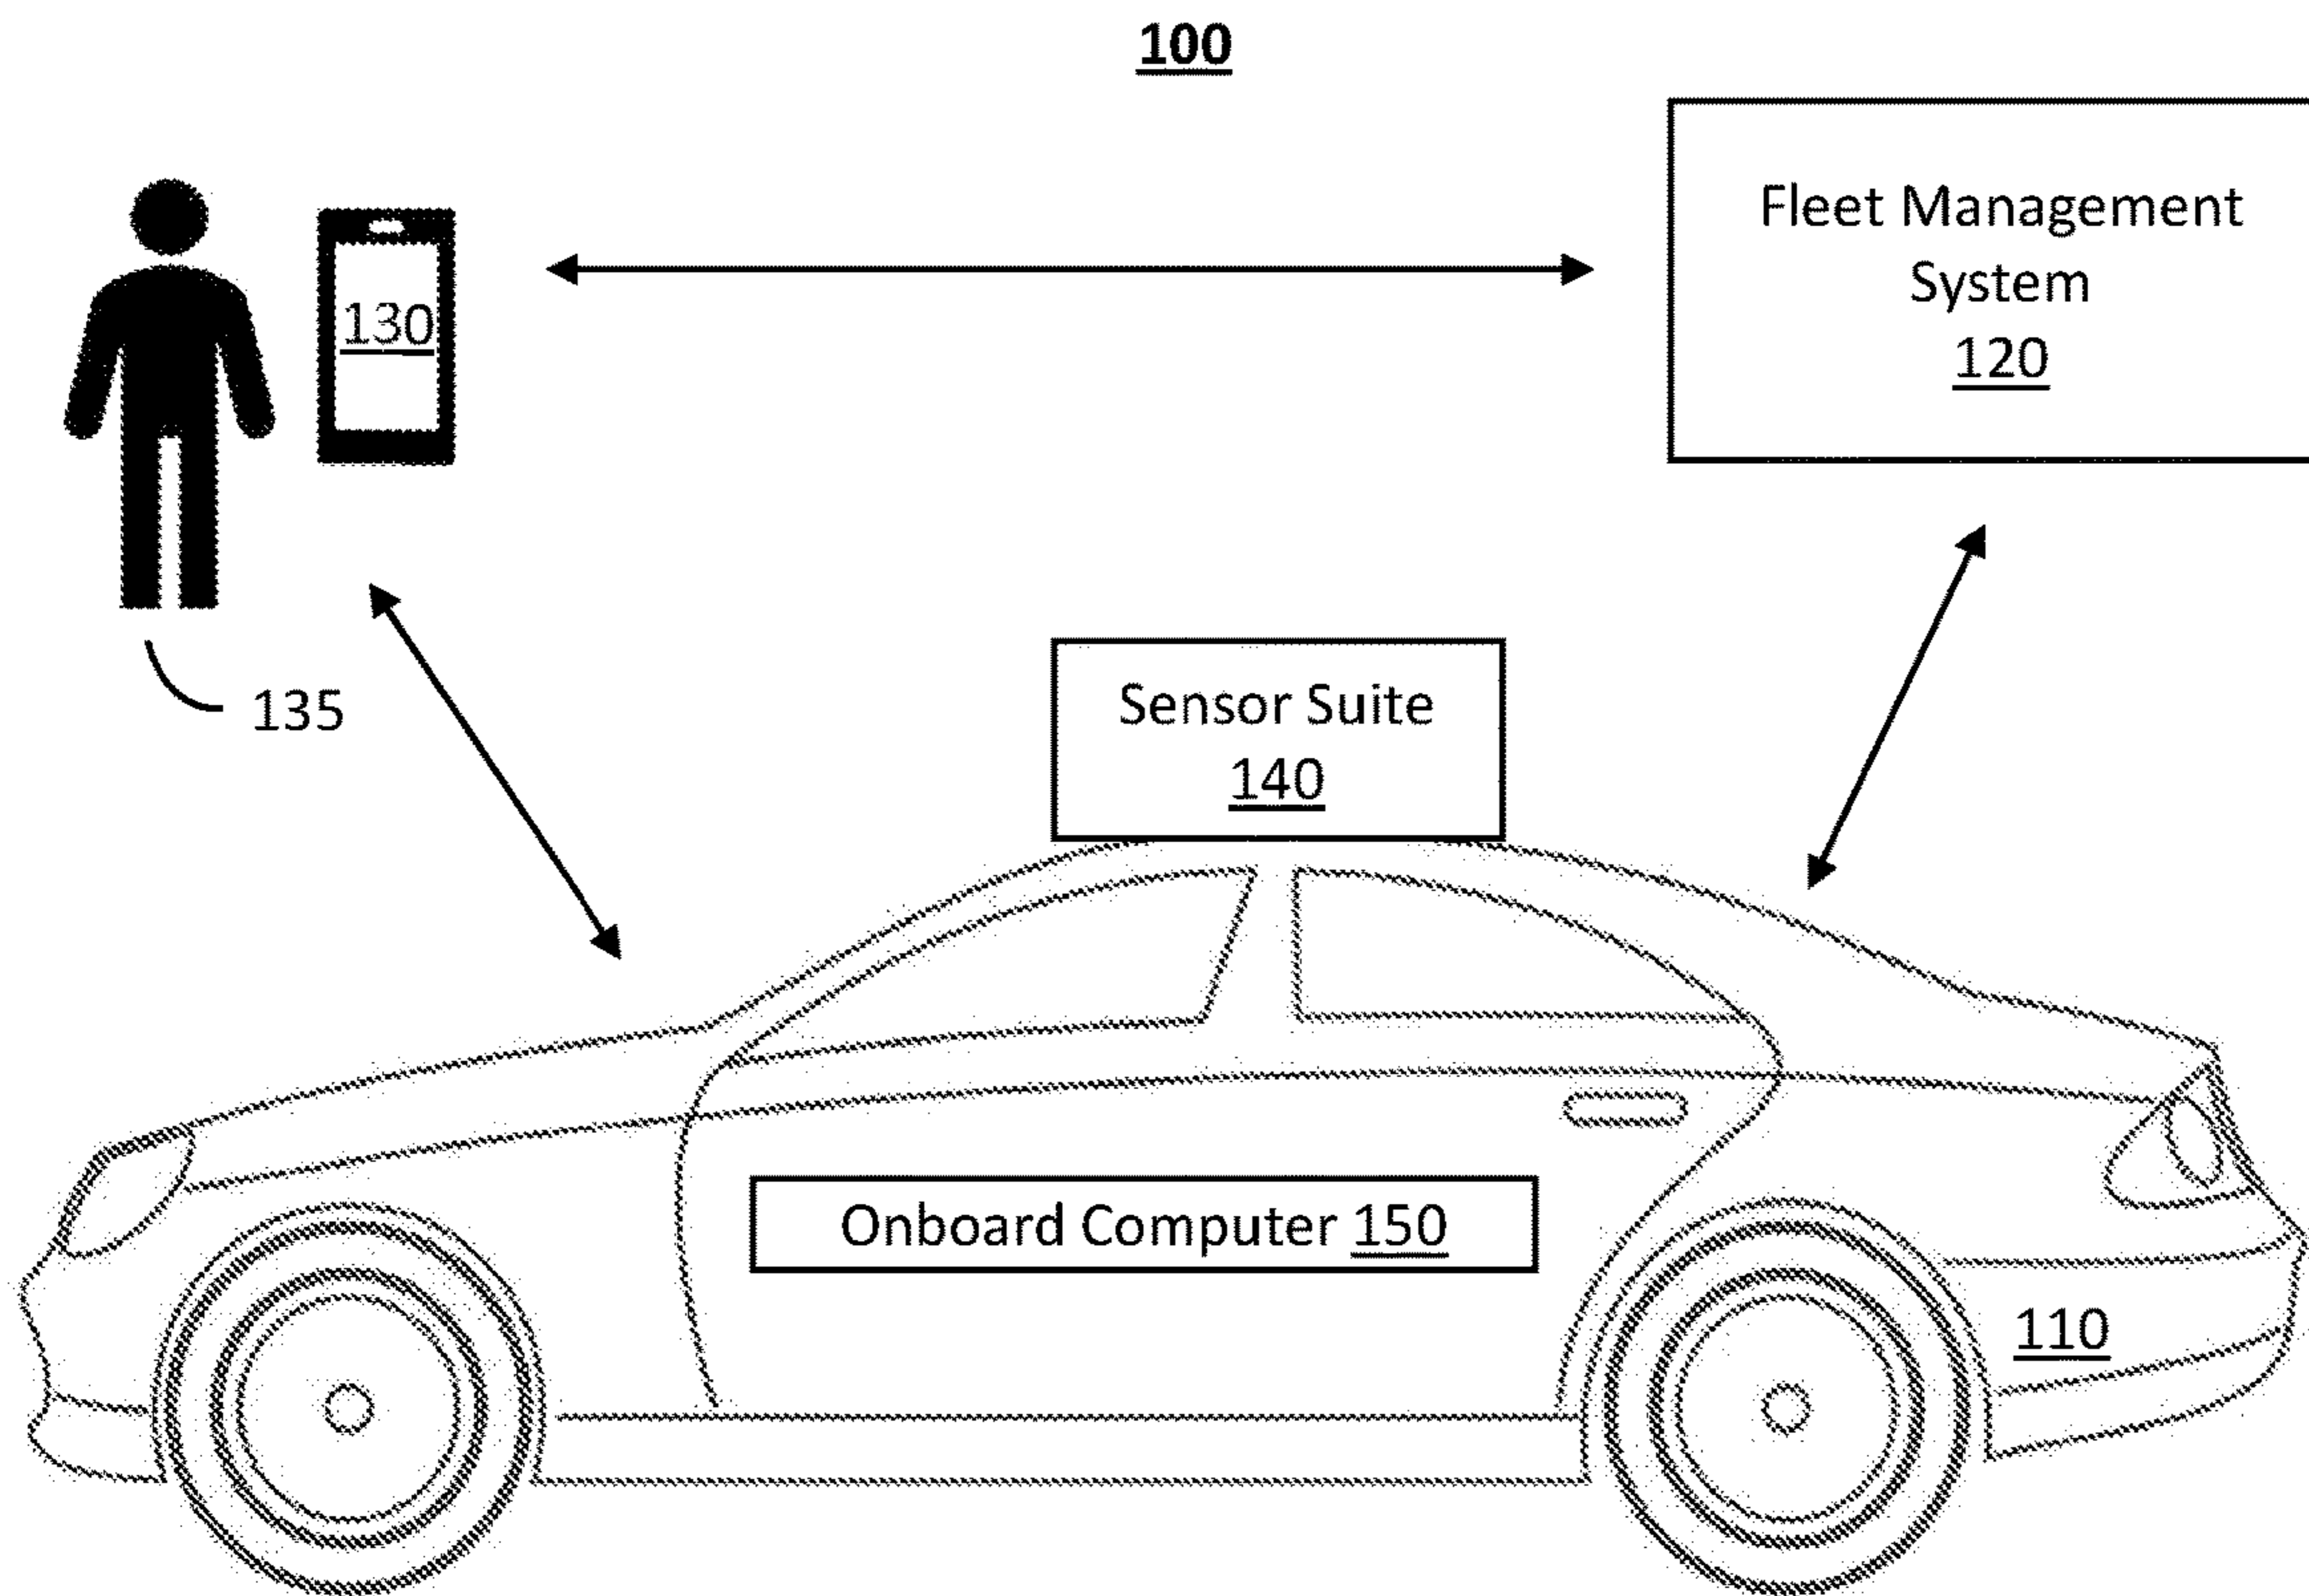 100
Fleet Management
System
120
130
135
Sensor Suite
140
Onboard Computer 150
110